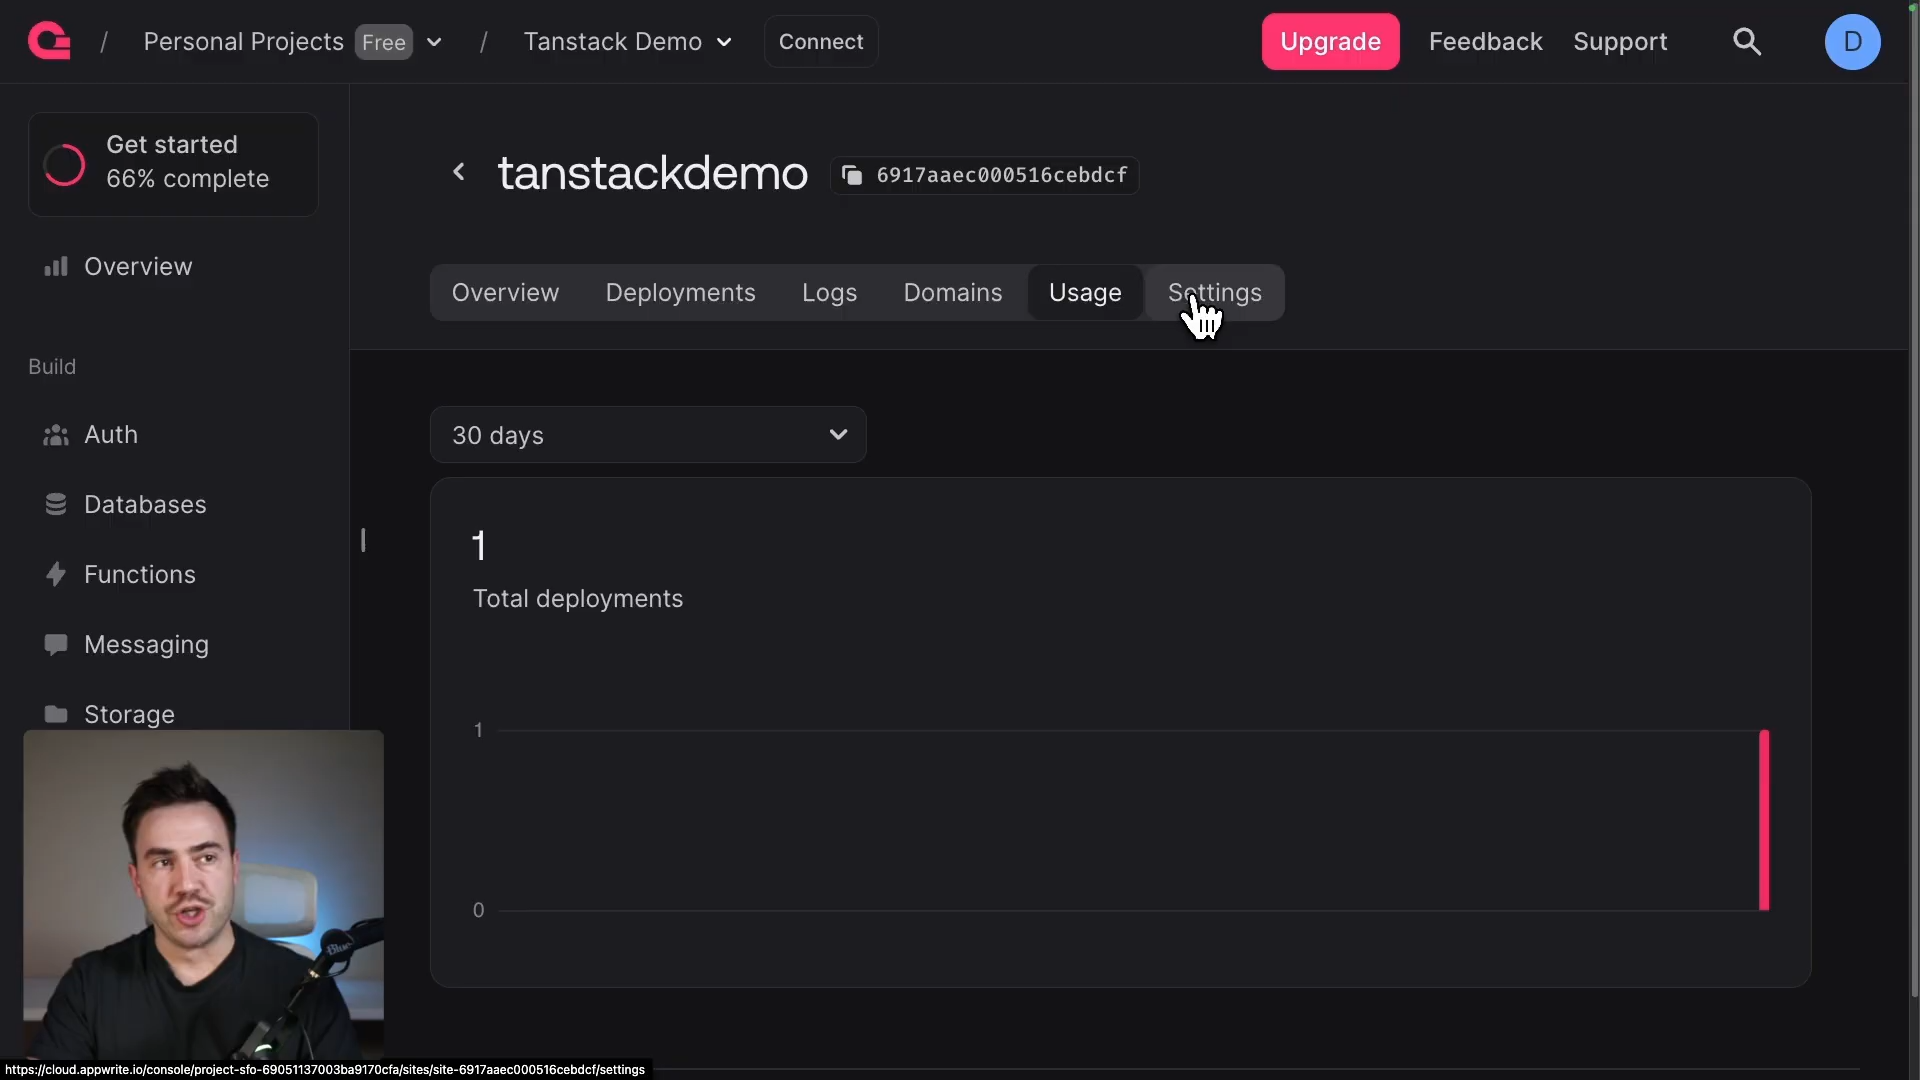 / Personal Projects Free / Tanstack Demo Connect Upgrade Feedback Support D
Get started
66% complete
Overview
Build
Auth
Databases
Functions
Messaging
Storage
tanstackdemo 6917aaec000516cebdcf
Overview Deployments Logs Domains Usage Settings
30 days
1
Total deployments
1
0
Blue
https://cloud.appwrite.io/console/project-sfo-69051137003ba9170cfa/sites/site-6917aaec000516cebdcf/settings